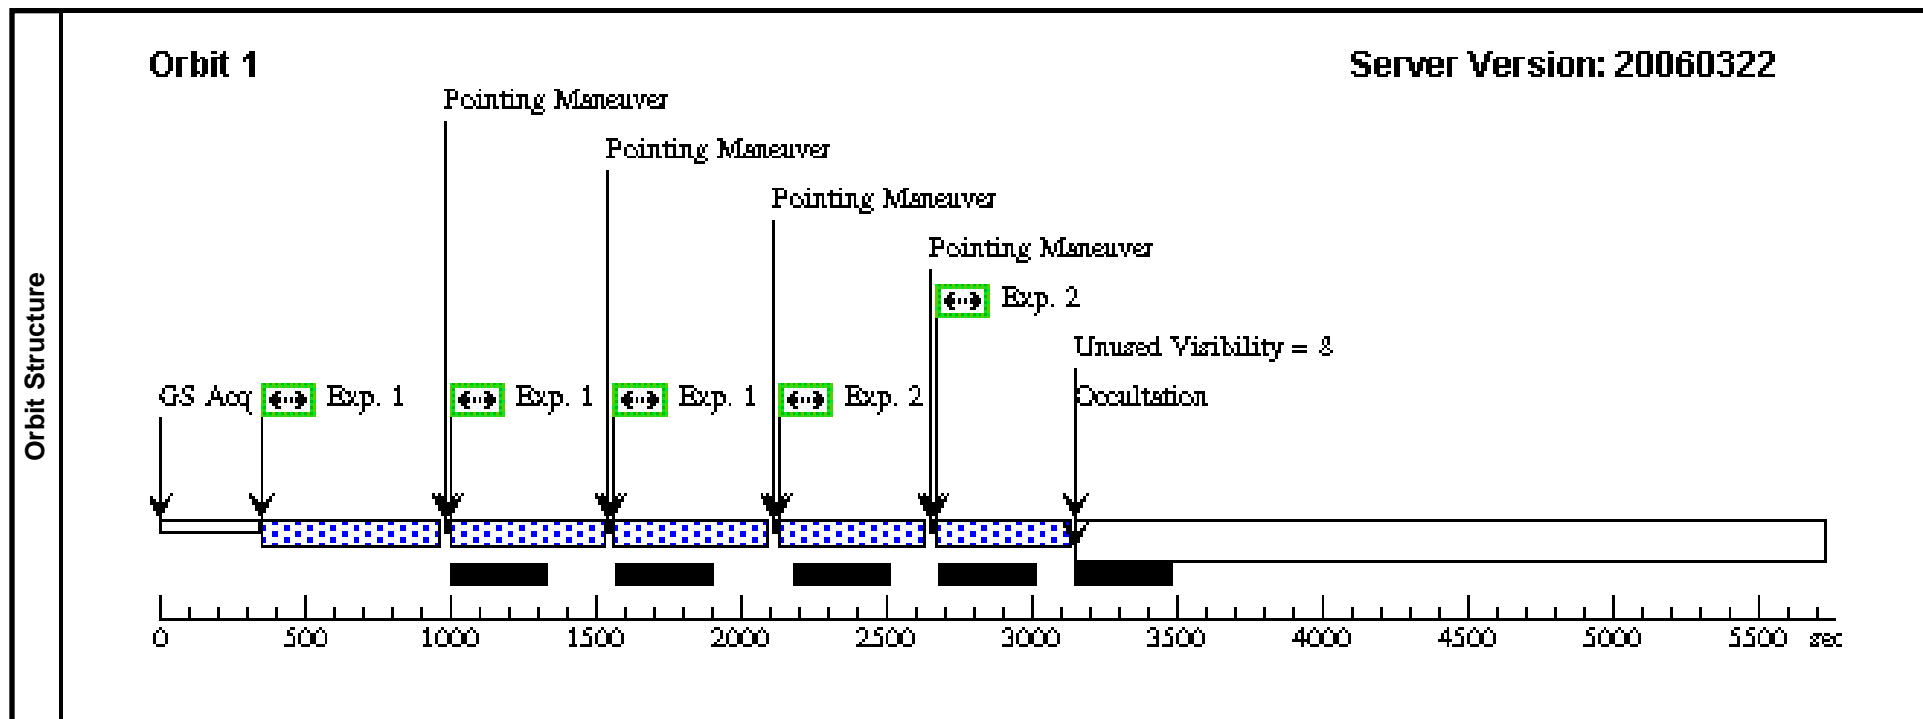 Orbit Structure
Orbit 1
Server Version: 20060322
Pointing Maneuver
Pointing Maneuver
Pointing Maneuver
Pointing Maneuver
Exp. 2
Unused Visibility = 8
GS Acq
Exp. 1
Exp. 1
Exp. 1
Exp. 2
Occultation
0 500 1000 1500 2000 2500 3000 3500 4000 4500 5000 5500 sec